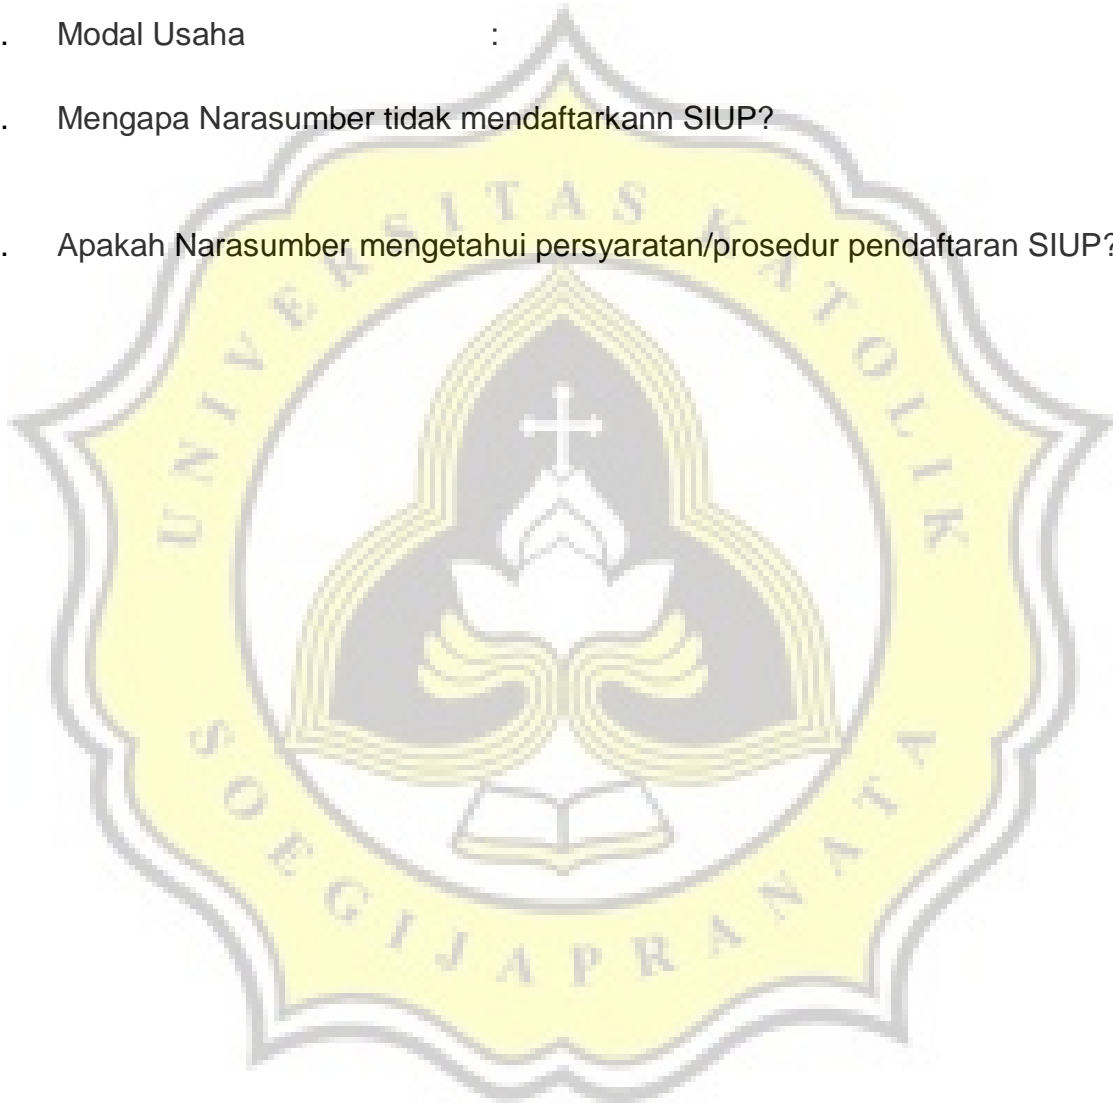 . Modal Usaha :
. Mengapa Narasumber tidak mendaftarkann SIUP?
. Apakah Narasumber mengetahui persyaratan/prosedur pendaftaran SIUP?
UNIVERSITAS KATOLIK
SOEGIJAPRANATA